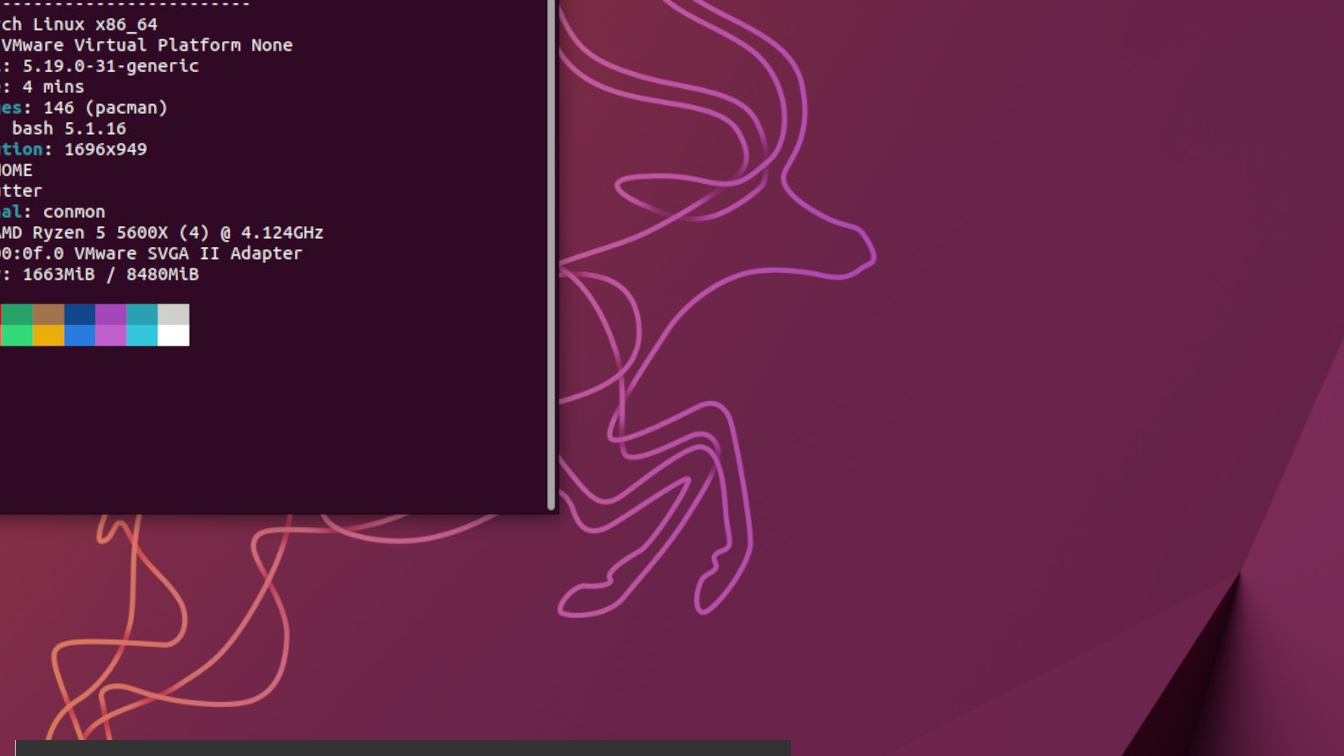 ------------------------
ch Linux x86_64
VMware Virtual Platform None
: 5.19.0-31-generic
: 4 mins
es: 146 (pacman)
bash 5.1.16
tion: 1696x949
OME
tter
al: conmon
MD Ryzen 5 5600X (4) @ 4.124GHz
0:0f.0 VMware SVGA II Adapter
: 1663MiB / 8480MiB